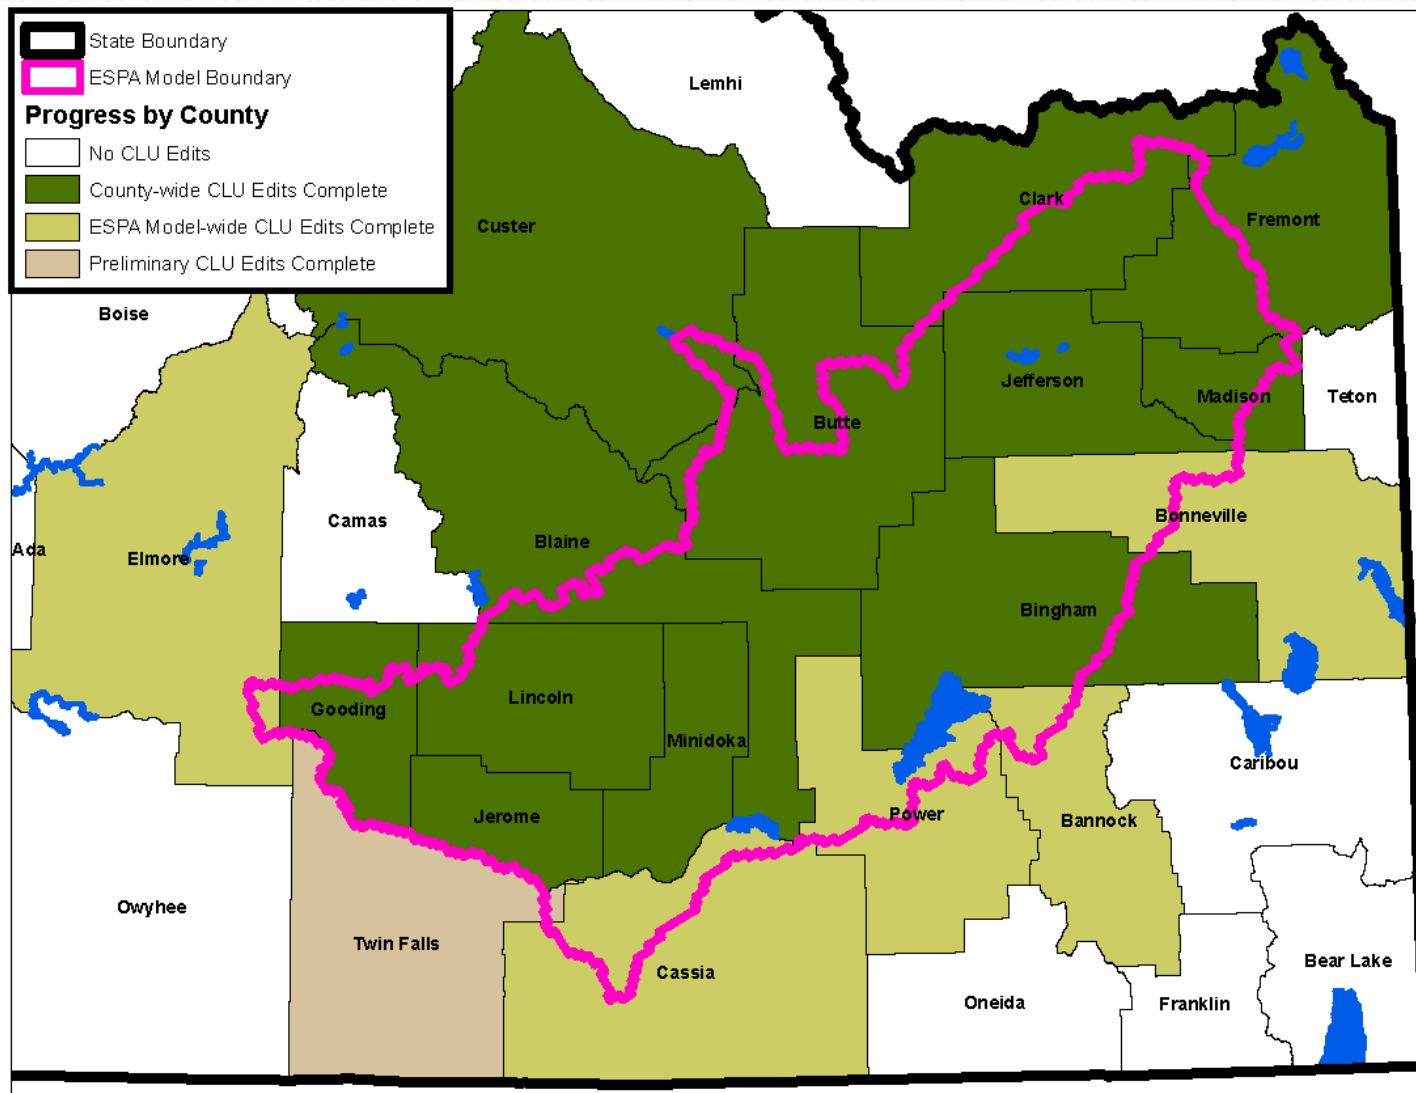 State Boundary
ESPA Model Boundary
Progress by County
No CLU Edits
County-wide CLU Edits Complete
ESPA Model-wide CLU Edits Complete
Preliminary CLU Edits Complete
Lemhi
Clark
Fremont
Custer
Boise
Jefferson
Madison
Teton
Butte
Camas
Blaine
Bonneville
Ada
Elmore
Bingham
Lincoln
Gooding
Minidoka
Caribou
Jerome
Power
Bannock
Owyhee
Twin Falls
Cassia
Bear Lake
Oneida
Franklin